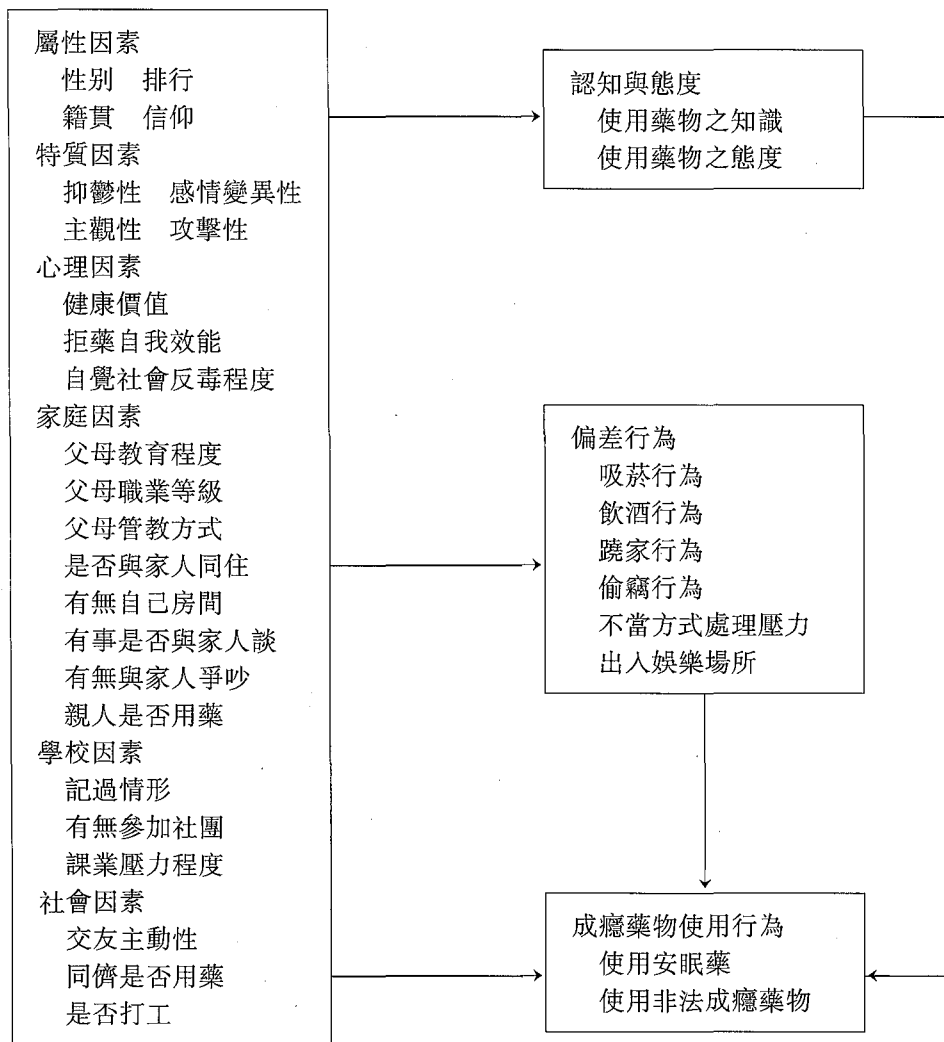 屬性因素
性別 排行
籍貫 信仰
特質因素
抑鬱性 感情變異性
主觀性 攻擊性
心理因素
健康價值
拒藥自我效能
自覺社會反毒程度
家庭因素
父母教育程度
父母職業等級
父母管教方式
是否與家人同住
有無自己房間
有事是否與家人談
有無與家人爭吵
親人是否用藥
學校因素
記過情形
有無參加社團
課業壓力程度
社會因素
交友主動性
同儕是否用藥
是否打工
認知與態度
使用藥物之知識
使用藥物之態度
偏差行為
吸菸行為
飲酒行為
蹺家行為
偷竊行為
不當方式處理壓力
出入娛樂場所
成癮藥物使用行為
使用安眠藥
使用非法成癮藥物